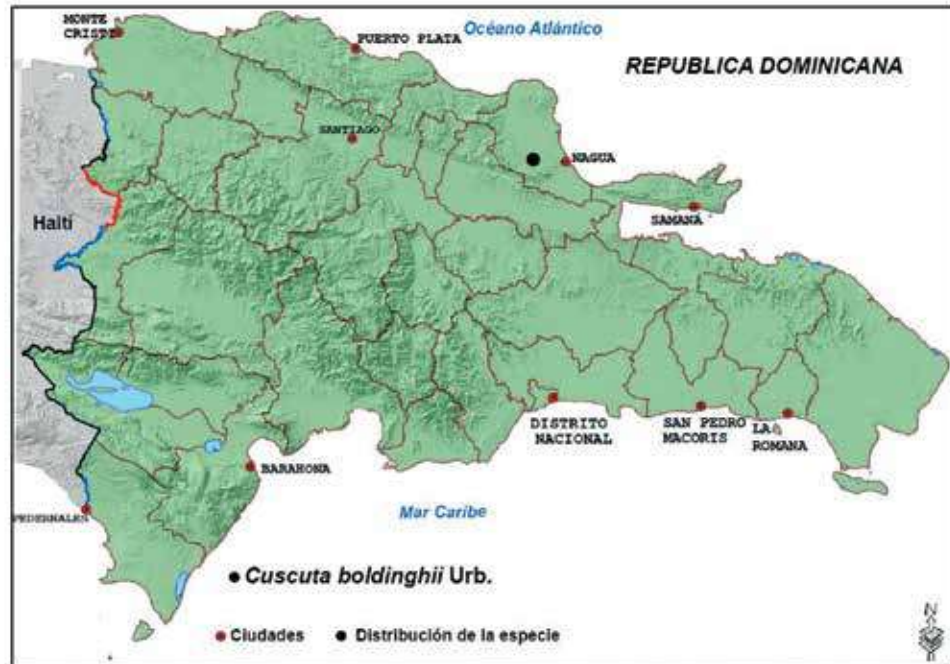 MONTE
CRISTI
PUERTO PLATA
Océano Atlántico
REPUBLICA DOMINICANA
SANTIAGO
NAGUA
SAMANÁ
Haití
DISTRITO
NACIONAL
SAN PEDRO
MACORIS
LA
ROMANA
BARAHONA
PEDERNALES
Mar Caribe
Cuscuta boldinghii Urb.
Ciudades
Distribución de la especie
N